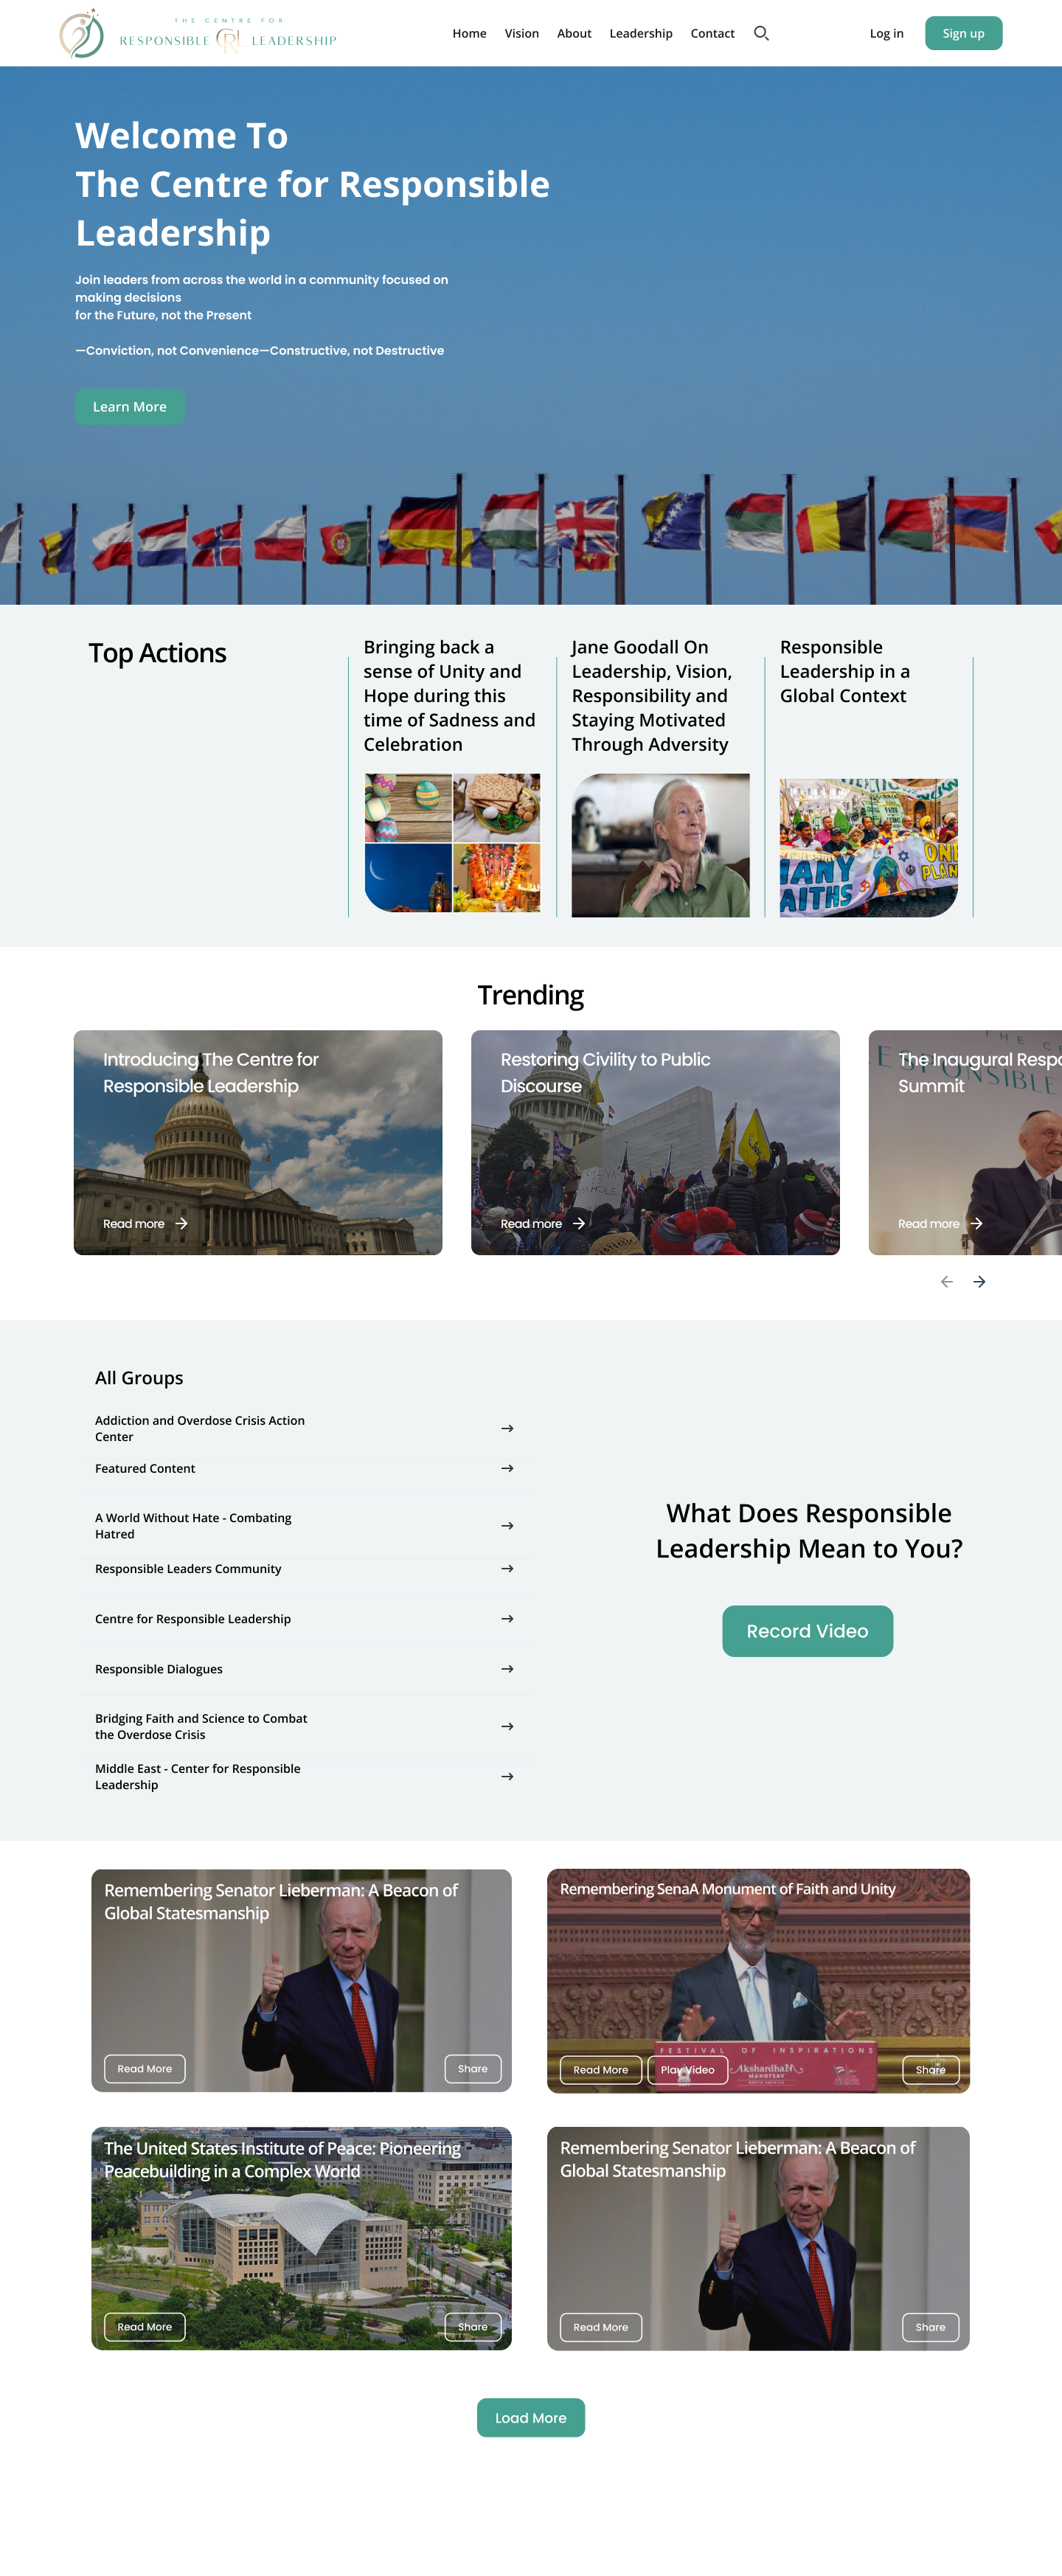 THE CENTRE FOR
RESPONSIBLE CRL LEADERSHIP
Home
Vision
About
Leadership
Contact
Log in
Sign up
Welcome To
The Centre for Responsible
Leadership
Join leaders from across the world in a community focused on
making decisions
for the Future, not the Present
—Conviction, not Convenience—Constructive, not Destructive
Learn More
Top Actions
Bringing back a
sense of Unity and
Hope during this
time of Sadness and
Celebration
Jane Goodall On
Leadership, Vision,
Responsibility and
Staying Motivated
Through Adversity
Responsible
Leadership in a
Global Context
FAITH
ANY
AITHS
ONE
PLAN
Trending
Introducing The Centre for
Responsible Leadership
Read more
Restoring Civility to Public
Discourse
Read more
THE C
E
ONSIBLE
The Inaugural Respo
Summit
Read more
All Groups
Addiction and Overdose Crisis Action
Center
Featured Content
A World Without Hate - Combating
Hatred
Responsible Leaders Community
Centre for Responsible Leadership
Responsible Dialogues
Bridging Faith and Science to Combat
the Overdose Crisis
Middle East - Center for Responsible
Leadership
What Does Responsible
Leadership Mean to You?
Record Video
Remembering Senator Lieberman: A Beacon of
Global Statesmanship
Read More
Share
Remembering SenaA Monument of Faith and Unity
FESTIVAL OF INSPIRATIONS
AkshardhaM
MAHOTSAV
Read More
Play Video
Share
The United States Institute of Peace: Pioneering
Peacebuilding in a Complex World
Read More
Share
Remembering Senator Lieberman: A Beacon of
Global Statesmanship
Read More
Share
Load More